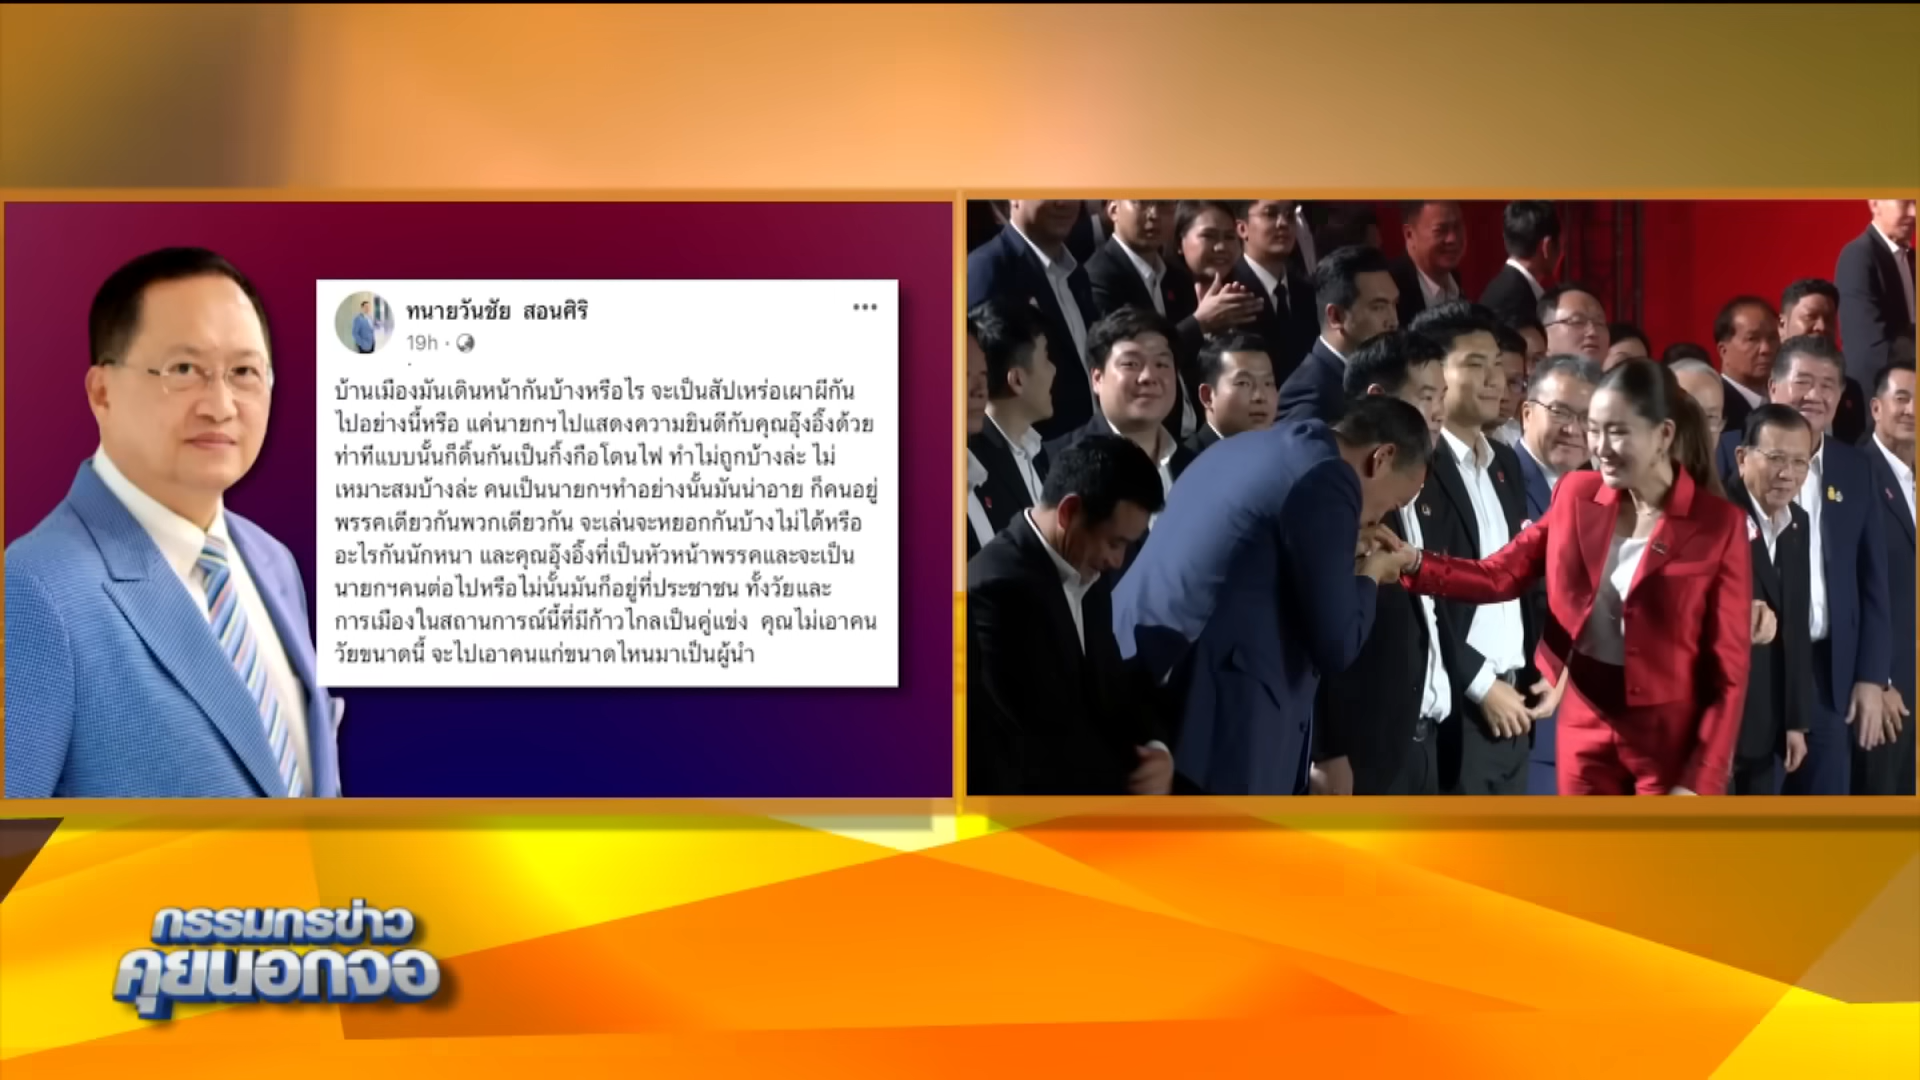 ทนายวันชัย สอนศิริ
19h ·
บ้านเมืองมันเดินหน้ากันบ้างหรือไร จะเป็นสัปเหร่อเผาผีกัน
ไปอย่างนี้หรือ แค่นายกฯไปแสดงความยินดีกับคุณอุ๊งอิ๊งด้วย
ท่าทีแบบนั้นก็ดิ้นกันเป็นกิ้งกือโดนไฟ ทำไม่ถูกบ้างล่ะ ไม่
เหมาะสมบ้างล่ะ คนเป็นนายกฯทำอย่างนั้นมันน่าอาย ก็คนอยู่
พรรคเดียวกันพวกเดียวกัน จะเล่นจะหยอกกันบ้างไม่ได้หรือ
อะไรกันนักหนา และคุณอุ๊งอิ๊งที่เป็นหัวหน้าพรรคและจะเป็น
นายกฯคนต่อไปหรือไม่นั้นมันก็อยู่ที่ประชาชน ทั้งวัยและ
การเมืองในสถานการณ์นี้ที่มีก้าวไกลเป็นคู่แข่ง คุณไม่เอาคน
วัยขนาดนี้ จะไปเอาคนแก่ขนาดไหนมาเป็นผู้นำ
กรรมกรข่าว
คุยนอกจอ